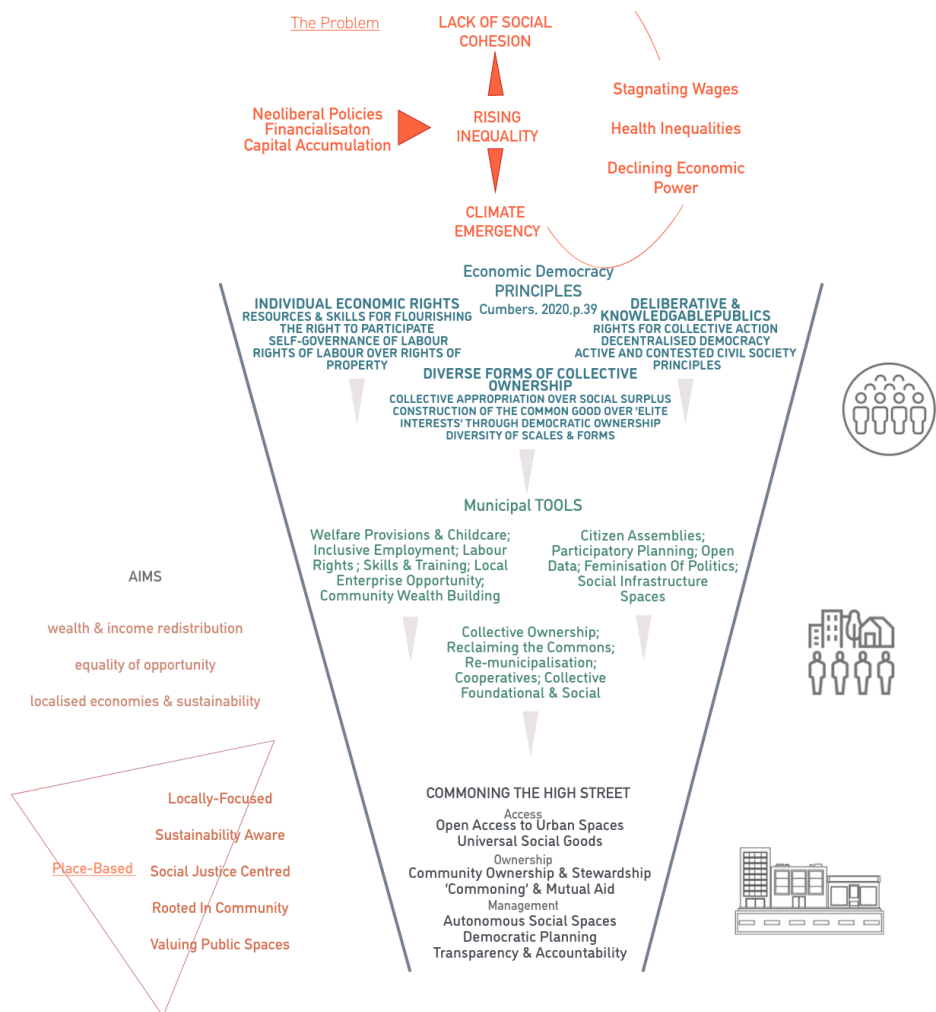 The Problem
LACK OF SOCIAL
COHESION
Neoliberal Policies
Financialisaton
Capital Accumulation
RISING
INEQUALITY
Stagnating Wages
Health Inequalities
Declining Economic
Power
CLIMATE
EMERGENCY
Economic Democracy
PRINCIPLES
Cumbers, 2020,p.39
INDIVIDUAL ECONOMIC RIGHTS
RESOURCES & SKILLS FOR FLOURISHING
THE RIGHT TO PARTICIPATE
SELF-GOVERNANCE OF LABOUR
RIGHTS OF LABOUR OVER RIGHTS OF
PROPERTY
DELIBERATIVE &
KNOWLEDGABLEPUBLICS
RIGHTS FOR COLLECTIVE ACTION
DECENTRALISED DEMOCRACY
ACTIVE AND CONTESTED CIVIL SOCIETY
PRINCIPLES
DIVERSE FORMS OF COLLECTIVE
OWNERSHIP
COLLECTIVE APPROPRIATION OVER SOCIAL SURPLUS
CONSTRUCTION OF THE COMMON GOOD OVER 'ELITE
INTERESTS' THROUGH DEMOCRATIC OWNERSHIP
DIVERSITY OF SCALES & FORMS
Municipal TOOLS
Welfare Provisions & Childcare;
Inclusive Employment; Labour
Rights ; Skills & Training; Local
Enterprise Opportunity;
Community Wealth Building
Citizen Assemblies;
Participatory Planning; Open
Data; Feminisation Of Politics;
Social Infrastructure
Spaces
Collective Ownership;
Reclaiming the Commons;
Re-municipalisation;
Cooperatives; Collective
Foundational & Social
AIMS
wealth & income redistribution
equality of opportunity
localised economies & sustainability
Place-Based
Locally-Focused
Sustainability Aware
Social Justice Centred
Rooted In Community
Valuing Public Spaces
COMMONING THE HIGH STREET
Access
Open Access to Urban Spaces
Universal Social Goods
Ownership
Community Ownership & Stewardship
'Commoning' & Mutual Aid
Management
Autonomous Social Spaces
Democratic Planning
Transparency & Accountability